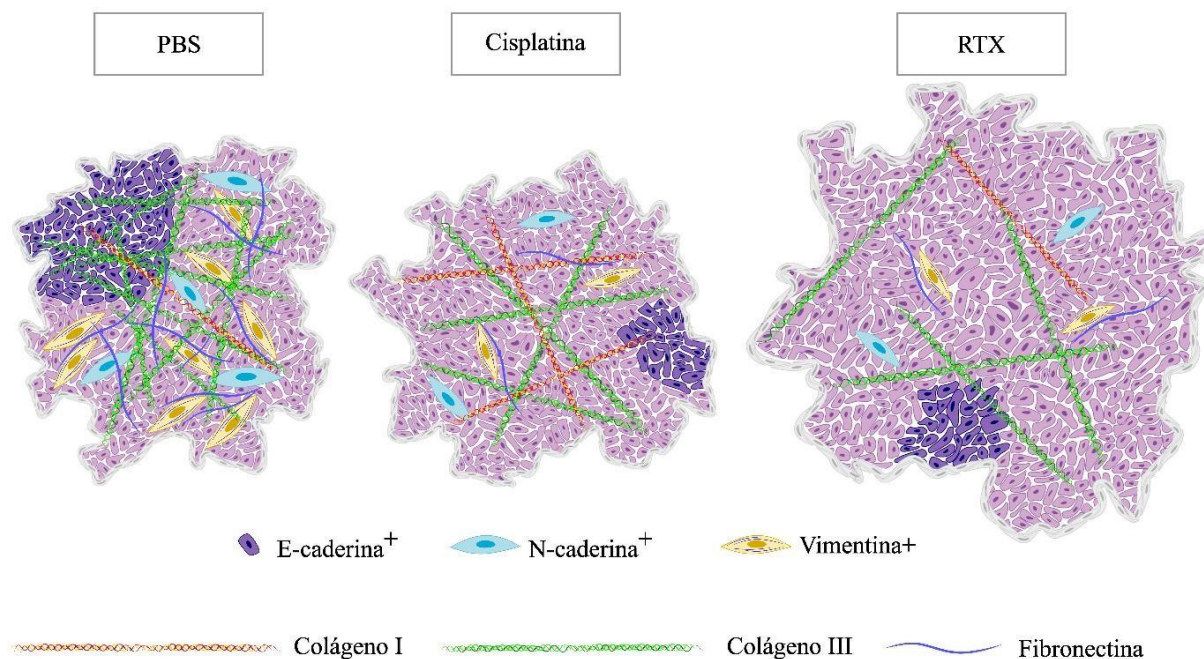 PBS
Cisplatina
RTX
E-caderina+
N-caderina+
Vimentina+
Colágeno I
Colágeno III
Fibronectina